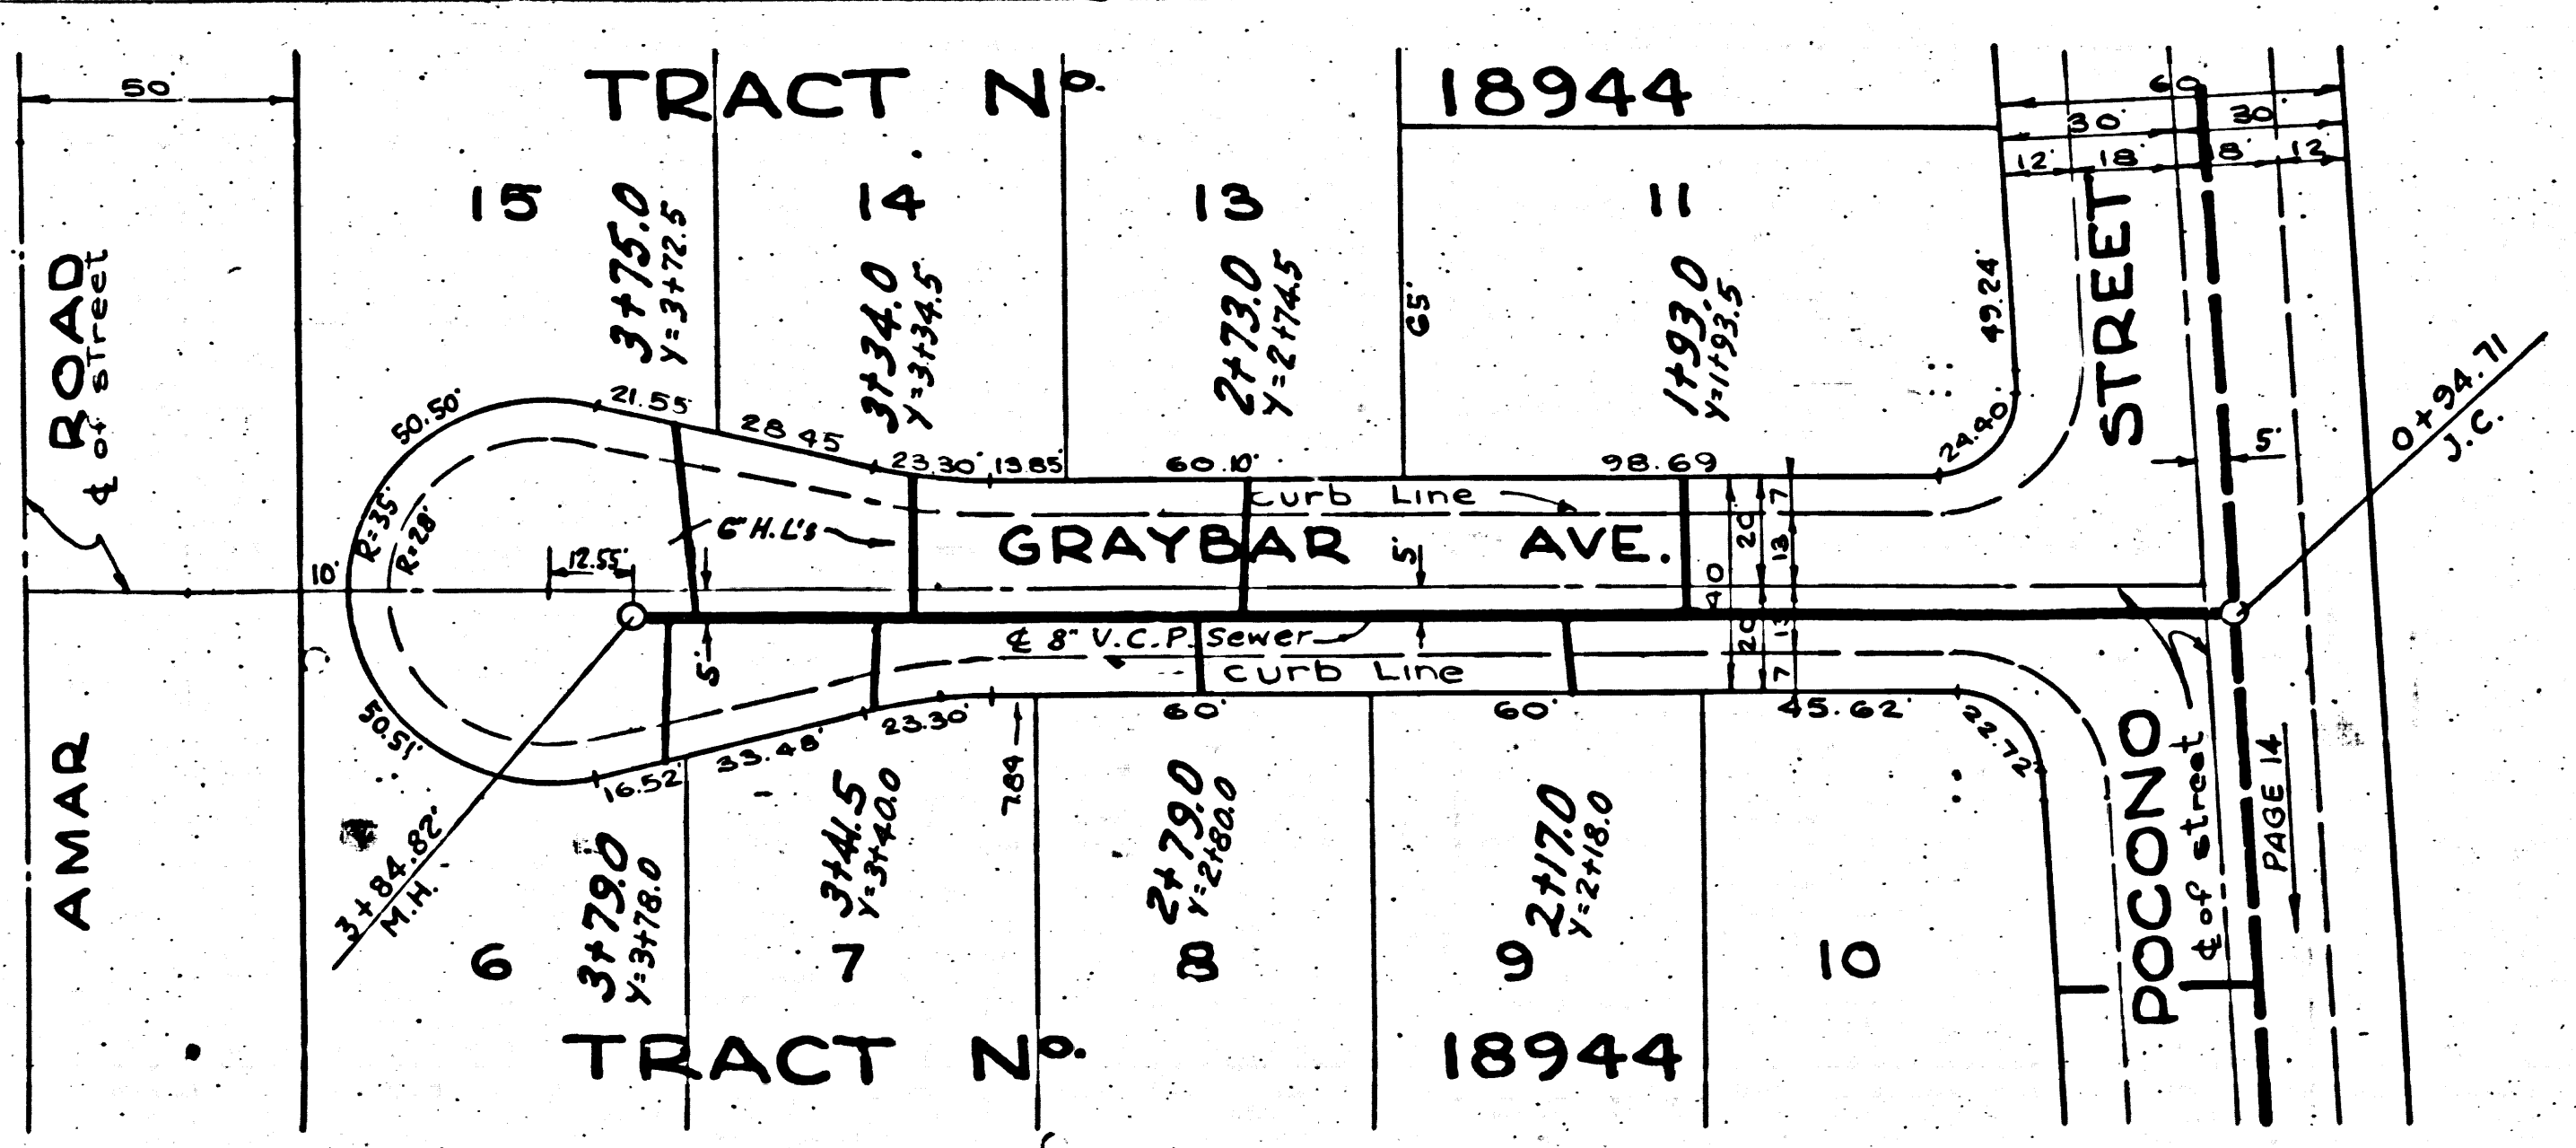 TRACT Nº. 18944
50'
60
30' 30'
12' 18' 18' 12
15
14
13
11
3+75.0
Y=3+72.5
3+34.0
Y=3+34.5
2+73.0
Y=2+74.5
1+93.0
Y=1+93.5
65'
49.24'
STREET
ROAD
℄ of sTreet
50.50'
21.55'
28.45
23.30'
13.85'
60.10'
98.69
24.40'
5'
0+94.71
J.C.
curb Line
R=35'
R=28'
6" H.L's
GRAYBAR AVE.
5'
20'
7
13
40
10'
12.55'
℄ 8" V.C.P. Sewer
5'
curb Line
20'
13
7
50.51'
16.52'
33.48'
23.30'
7.84
60'
60'
45.62'
22.72'
3+84.82'
M.H.
AMAR
3+79.0
Y=3+78.0
3+41.5
Y=3+40.0
2+79.0
Y=2+80.0
2+17.0
Y=2+18.0
POCONO
℄ of street
PAGE 14
6
7
8
9
10
TRACT Nº. 18944